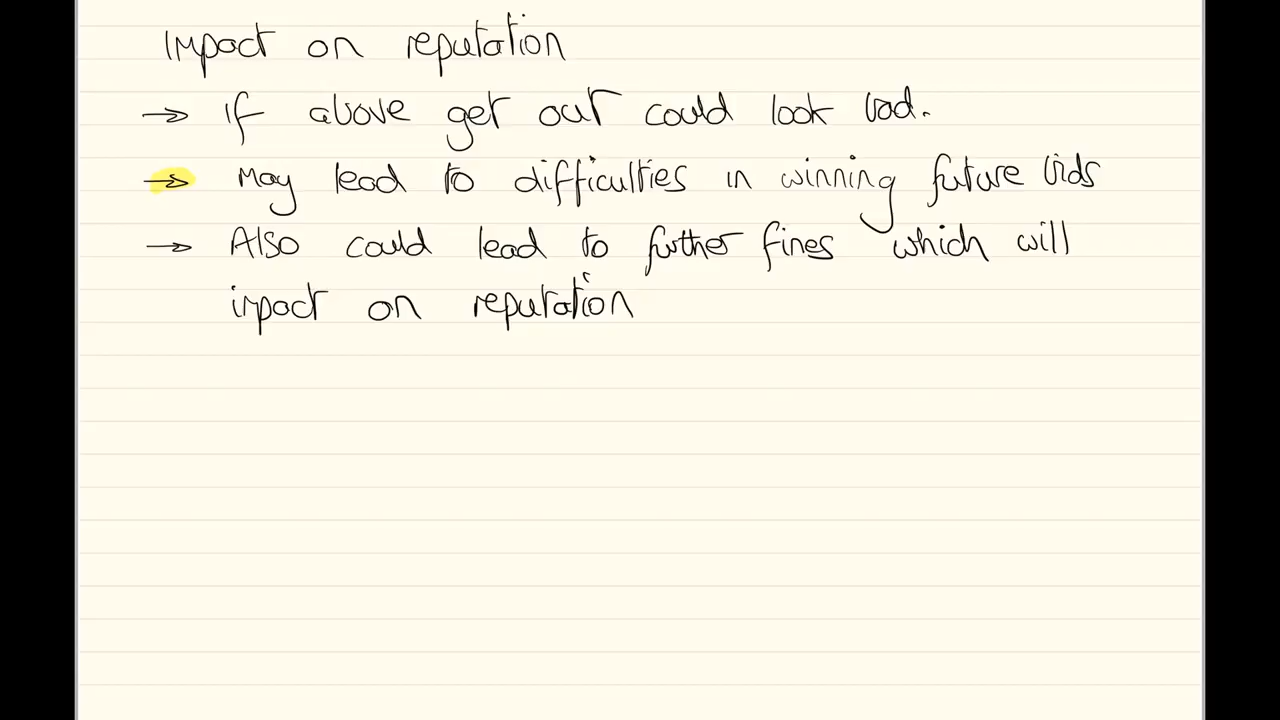 Impact on reputation
→ If above get out could look bad.
→ May lead to difficulties in winning future bids
→ Also could lead to further fines which will
impact on reputation